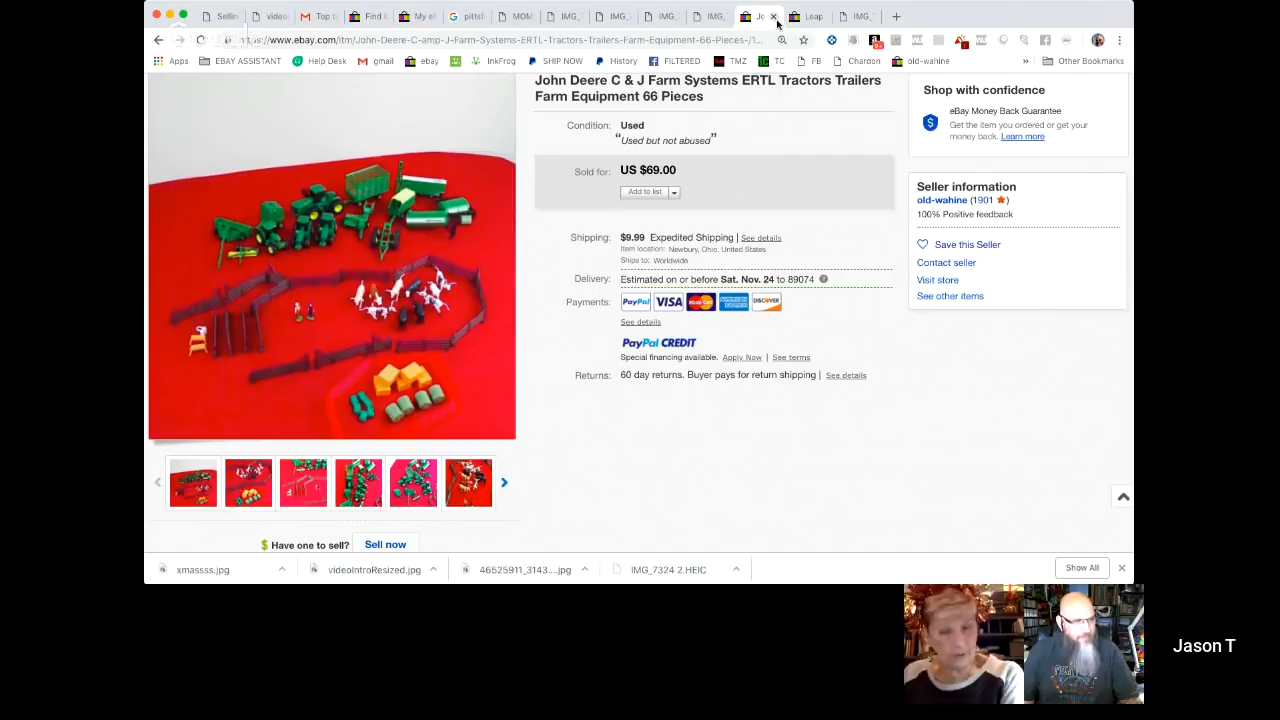 Sellin
video
Top ta
Find I
My eB
pittsfi
MOM
IMG_
IMG_
IMG_
IMG_
Jo
Leap
IMG_
https://www.ebay.com/itm/John-Deere-C-amp-J-Farm-Systems-ERTL-Tractors-Trailers-Farm-Equipment-66-Pieces-/1...
Apps EBAY ASSISTANT Help Desk gmail ebay InkFrog SHIP NOW History FILTERED TMZ TC FB Chardon old-wahine » Other Bookmarks
John Deere C & J Farm Systems ERTL Tractors Trailers
Farm Equipment 66 Pieces
Condition: Used
“Used but not abused”
Sold for: US $69.00
Add to list
Shipping: $9.99 Expedited Shipping | See details
Item location: Newbury, Ohio, United States
Ships to: Worldwide
Delivery: Estimated on or before Sat. Nov. 24 to 89074 ?
Payments: PayPal VISA MasterCard AMERICAN EXPRESS DISCOVER
See details
PayPal CREDIT
Special financing available. Apply Now | See terms
Returns: 60 day returns. Buyer pays for return shipping | See details
Shop with confidence
eBay Money Back Guarantee
Get the item you ordered or get your
money back. Learn more
Seller information
old-wahine (1901 ★)
100% Positive feedback
Save this Seller
Contact seller
Visit store
See other items
Have one to sell? Sell now
xmassss.jpg
videoIntroResized.jpg
46525911_3143....jpg
IMG_7324 2.HEIC
Show All
Jason T